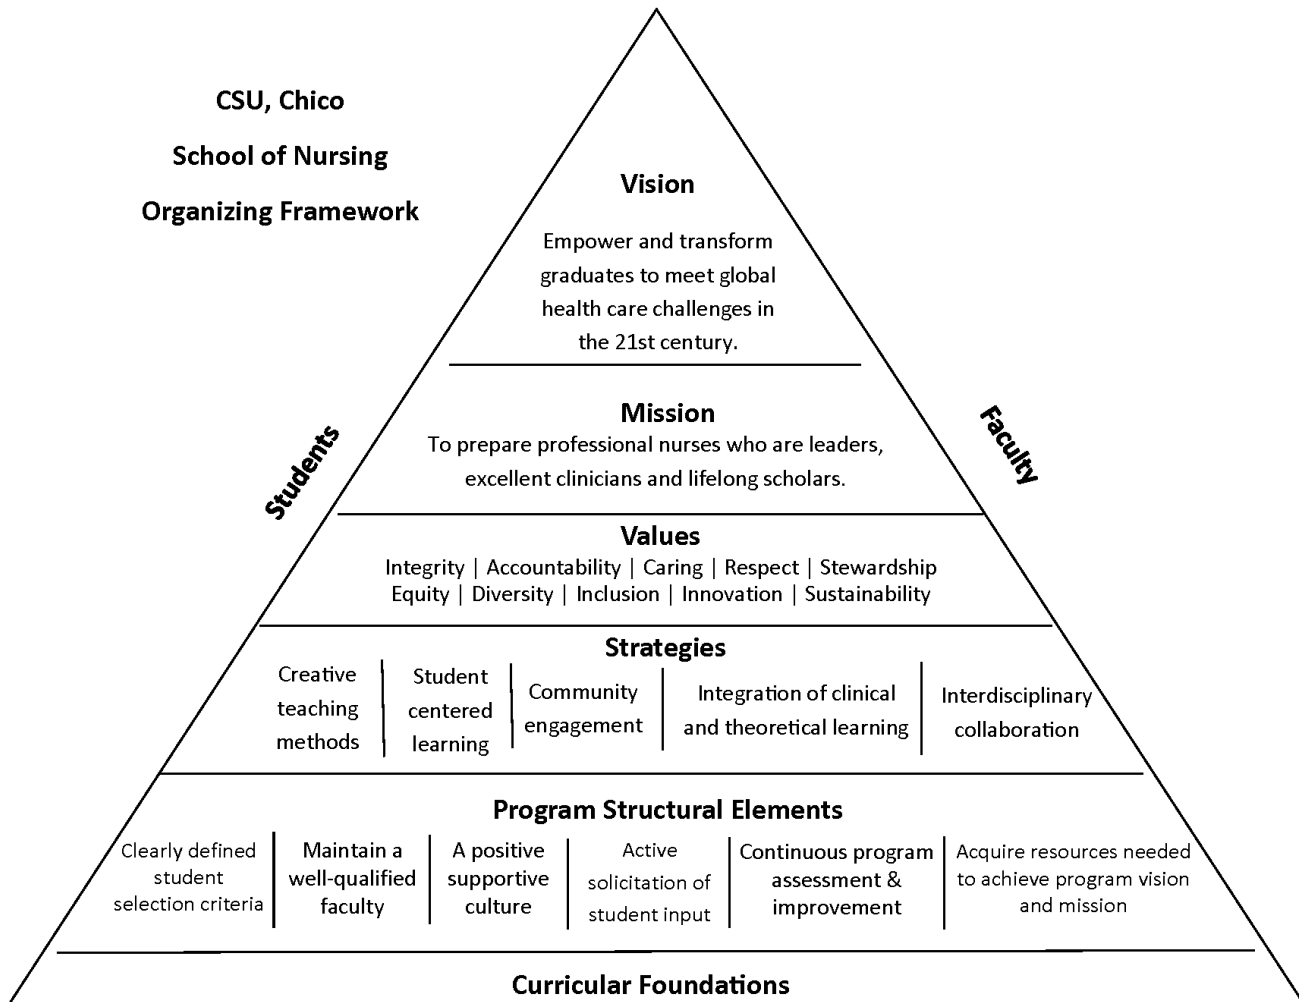 CSU, Chico
School of Nursing
Organizing Framework
Vision
Empower and transform
graduates to meet global
health care challenges in
the 21st century.
Students
Faculty
Mission
To prepare professional nurses who are leaders,
excellent clinicians and lifelong scholars.
Values
Integrity | Accountability | Caring | Respect | Stewardship
Equity | Diversity | Inclusion | Innovation | Sustainability
Strategies
Creative
teaching
methods
Student
centered
learning
Community
engagement
Integration of clinical
and theoretical learning
Interdisciplinary
collaboration
Program Structural Elements
Clearly defined
student
selection criteria
Maintain a
well-qualified
faculty
A positive
supportive
culture
Active
solicitation of
student input
Continuous program
assessment &
improvement
Acquire resources needed
to achieve program vision
and mission
Curricular Foundations